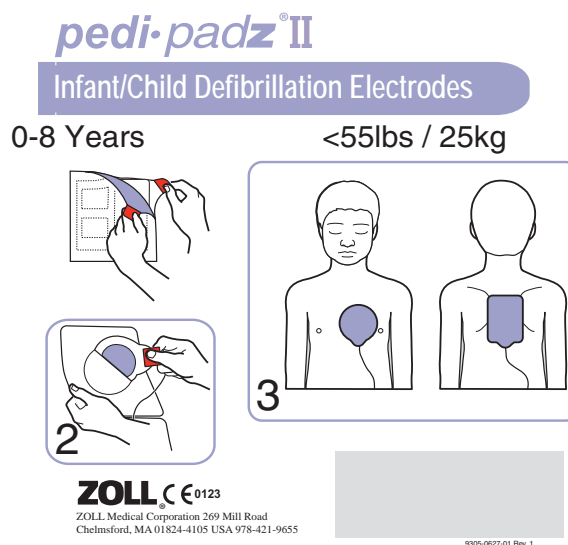 pedi•padz®II
Infant/Child Defibrillation Electrodes
0-8 Years
<55lbs / 25kg
2
3
ZOLL® CE 0123
ZOLL Medical Corporation 269 Mill Road
Chelmsford, MA 01824-4105 USA 978-421-9655
9305-0627-01 Rev. 1